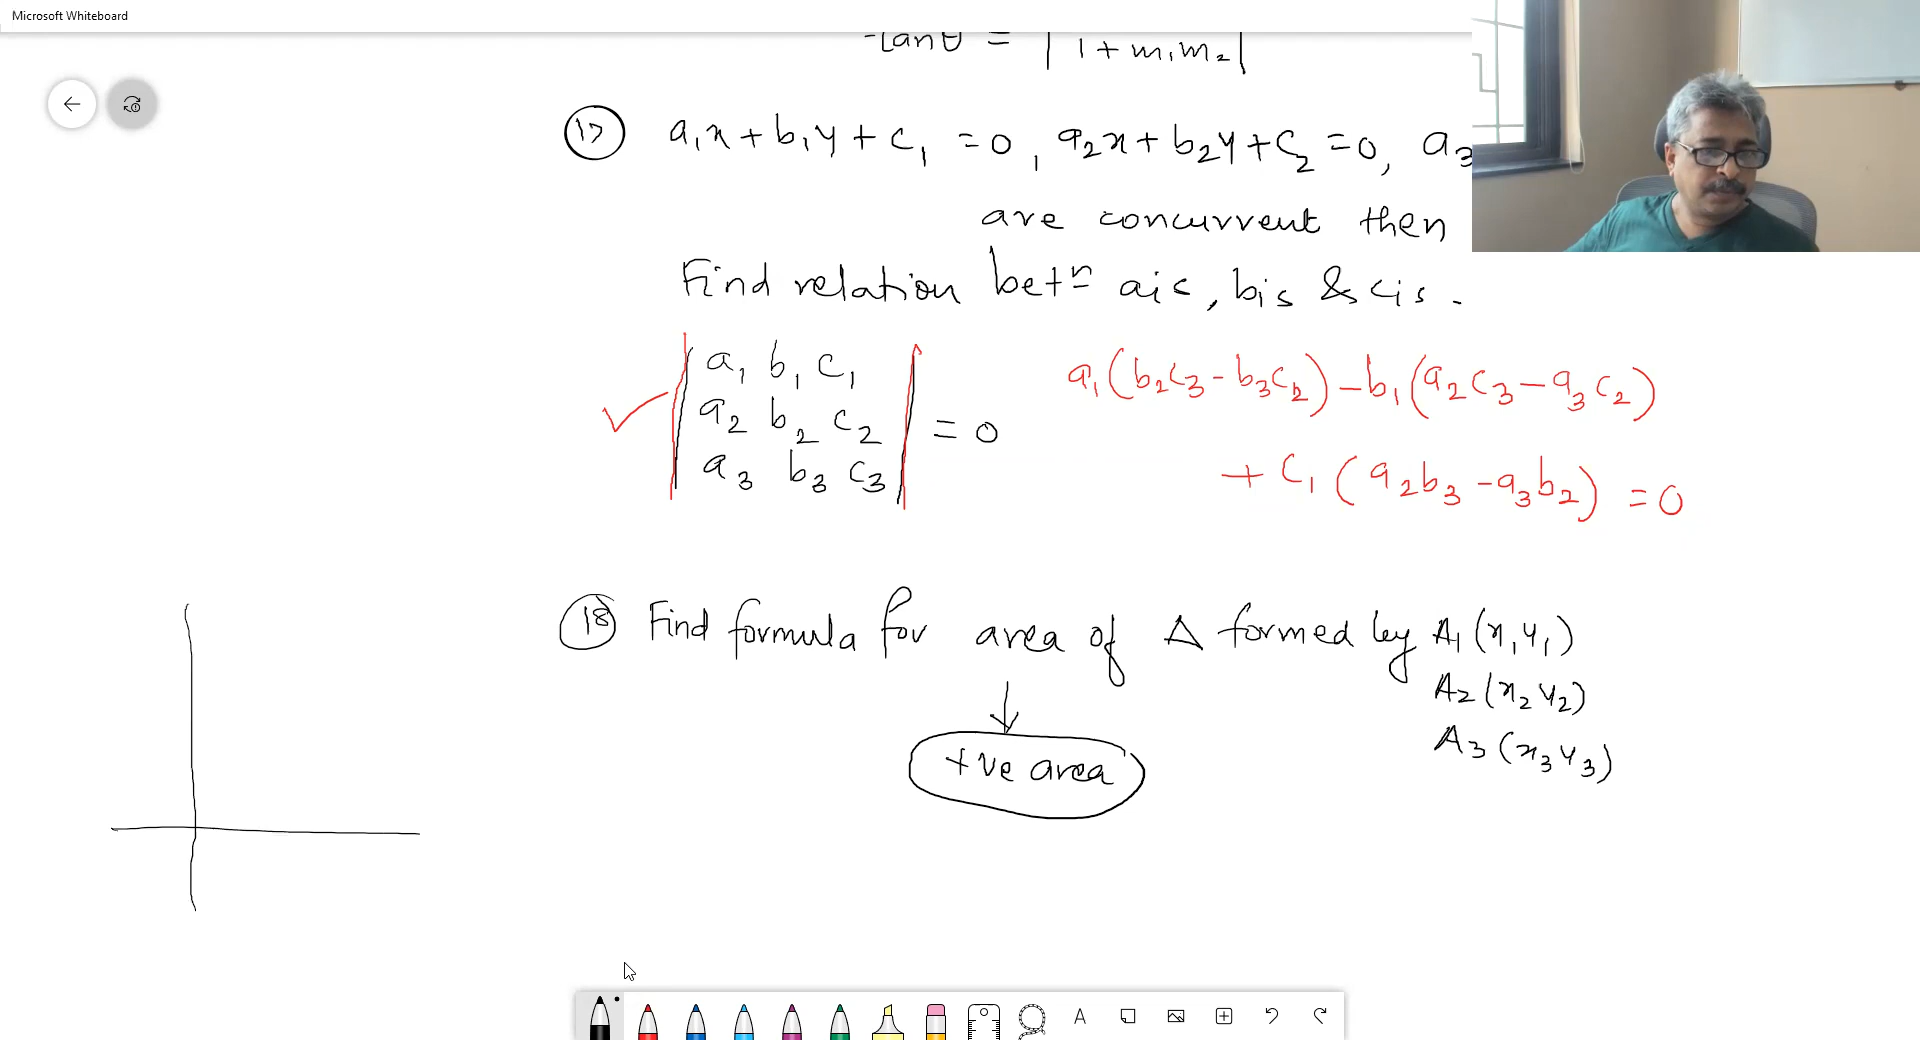 Microsoft Whiteboard
tanθ = | 1 + m₁m₂ |
17 a₁x + b₁y + c₁ = 0, a₂x + b₂y + c₂ = 0, a₃
are concurrent then
Find relation betⁿ ais, bis & cis.
| a₁ b₁ c₁ |
| a₂ b₂ c₂ | = 0
| a₃ b₃ c₃ |
a₁(b₂c₃ - b₃c₂) - b₁(a₂c₃ - a₃c₂)
+ c₁(a₂b₃ - a₃b₂) = 0
18 Find formula for area of Δ formed by A₁(x₁y₁)
A₂(x₂y₂)
A₃(x₃y₃)
↓
+ve area
A